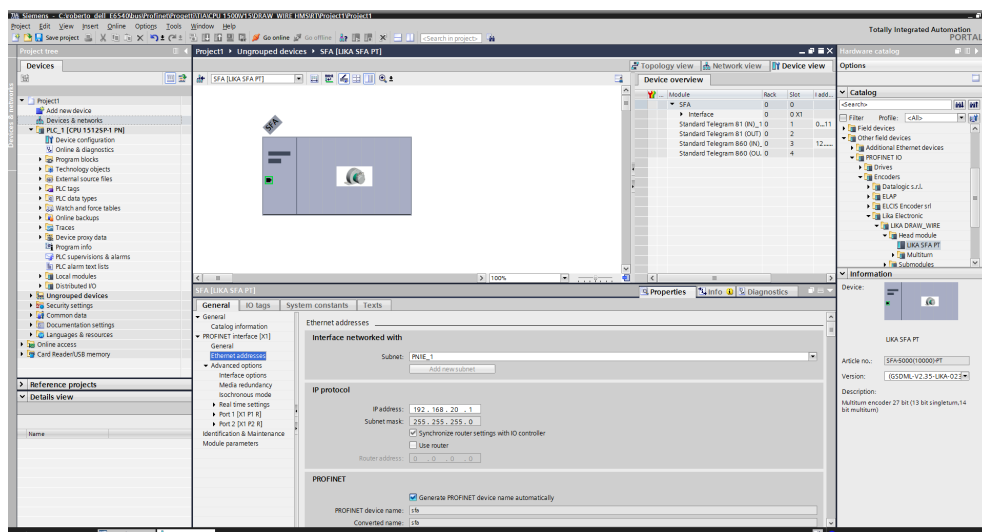 Siemens - C:\roberto_dell_E6540\bus\Profinet\Progetti\TIA\CPU 1500\V15\DRAW_WIRE HMS\RT\Project1\Project1
Project Edit View Insert Online Options Tools Window Help
Totally Integrated Automation
PORTAL
Save project
Go online
Go offline
<Search in project>
Project tree
Project1 Ungrouped devices SFA [LIKA SFA PT]
Hardware catalog
Devices
Topology view Network view Device view
Options
SFA [LIKA SFA PT]
Device overview
Module Rack Slot I add...
SFA 0 0
Interface 0 0 X1
Standard Telegram 81 (IN)_1 0 1 0...11
Standard Telegram 81 (OUT) 0 2
Standard Telegram 860 (IN)_ 0 3 12......
Standard Telegram 860 (OU.. 0 4
Catalog
<Search>
Filter Profile: <All>
Field devices
Other field devices
Additional Ethernet devices
PROFINET IO
Drives
Encoders
Datalogic s.r.l.
ELAP
ELCIS Encoder srl
Lika Electronic
LIKA DRAW_WIRE
Head module
LIKA SFA PT
Multiturn
Submodules
Devices & networks
Project1
Add new device
Devices & networks
PLC_1 [CPU 1512SP-1 PN]
Device configuration
Online & diagnostics
Program blocks
Technology objects
External source files
PLC tags
PLC data types
Watch and force tables
Online backups
Traces
Device proxy data
Program info
PLC supervisions & alarms
PLC alarm text lists
Local modules
Distributed I/O
Ungrouped devices
Security settings
Common data
Documentation settings
Languages & resources
Online access
Card Reader/USB memory
Reference projects
Details view
Name
SFA
100%
SFA [LIKA SFA PT]
Properties Info Diagnostics
General IO tags System constants Texts
General
Catalog information
PROFINET interface [X1]
General
Ethernet addresses
Advanced options
Interface options
Media redundancy
Isochronous mode
Real time settings
Port 1 [X1 P1 R]
Port 2 [X1 P2 R]
Identification & Maintenance
Module parameters
Ethernet addresses
Interface networked with
Subnet: PN/IE_1
Add new subnet
IP protocol
IP address: 192 . 168 . 20 . 1
Subnet mask: 255 . 255 . 255 . 0
Synchronize router settings with IO controller
Use router
Router address: 0 . 0 . 0 . 0
PROFINET
Generate PROFINET device name automatically
PROFINET device name: sfa
Converted name: sfa
Information
Device:
LIKA SFA PT
Article no.: SFA-5000(10000)-PT
Version: (GSDML-V2.35-LIKA-023
Description:
Multiturn encoder 27 bit (13 bit singleturn,14
bit multiturn)